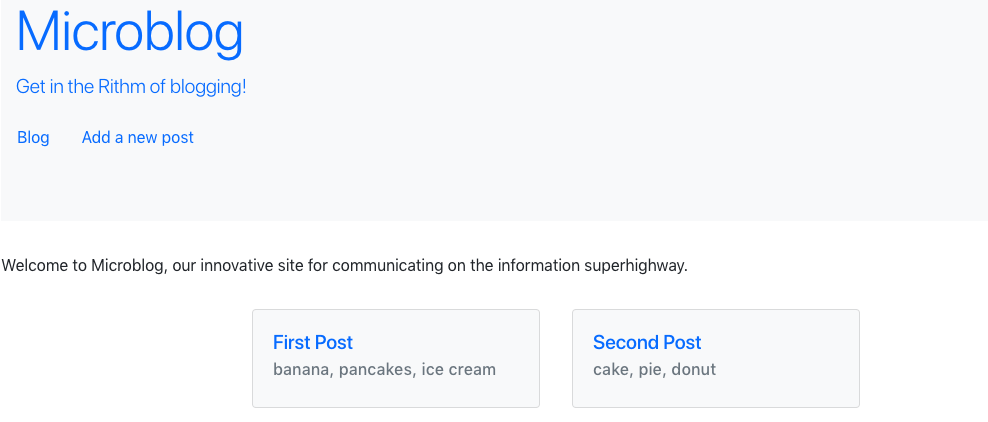 Microblog
Get in the Rithm of blogging!
Blog Add a new post
Welcome to Microblog, our innovative site for communicating on the information superhighway.
First Post
banana, pancakes, ice cream
Second Post
cake, pie, donut